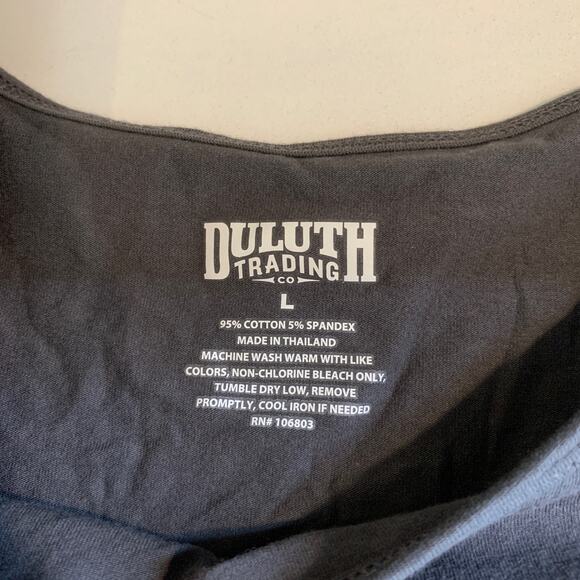 DULUTH
TRADING
CO
L
95% COTTON 5% SPANDEX
MADE IN THAILAND
MACHINE WASH WARM WITH LIKE
COLORS, NON-CHLORINE BLEACH ONLY,
TUMBLE DRY LOW, REMOVE
PROMPTLY, COOL IRON IF NEEDED
RN# 106803